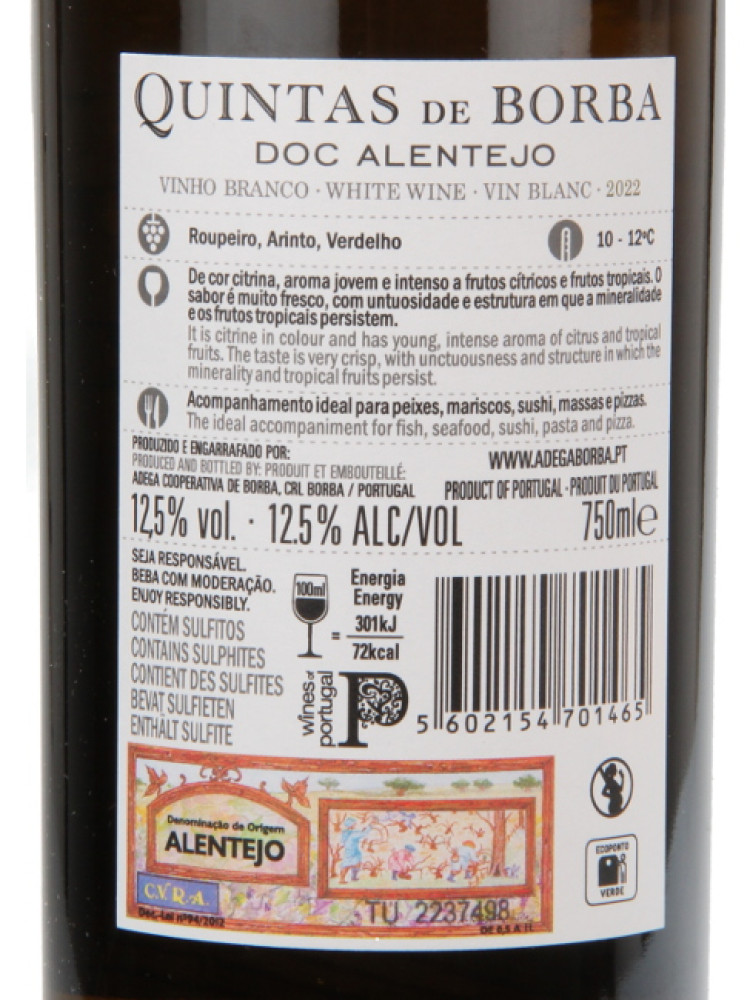 QUINTAS DE BORBA
DOC ALENTEJO
VINHO BRANCO · WHITE WINE · VIN BLANC · 2022
Roupeiro, Arinto, Verdelho
10 - 12ºC
De cor citrina, aroma jovem e intenso a frutos cítricos e frutos tropicais. O
sabor é muito fresco, com untuosidade e estrutura em que a mineralidade
e os frutos tropicais persistem.
It is citrine in colour and has young, intense aroma of citrus and tropical
fruits. The taste is very crisp, with unctuousness and structure in which the
minerality and tropical fruits persist.
Acompanhamento ideal para peixes, mariscos, sushi, massas e pizzas.
The ideal accompaniment for fish, seafood, sushi, pasta and pizza.
PRODUZIDO E ENGARRAFADO POR:
PRODUCED AND BOTTLED BY: PRODUIT ET EMBOUTEILLÉ:
ADEGA COOPERATIVA DE BORBA, CRL BORBA / PORTUGAL
WWW.ADEGABORBA.PT
PRODUCT OF PORTUGAL - PRODUIT DU PORTUGAL
12,5% vol. · 12.5% ALC/VOL
750ml e
SEJA RESPONSÁVEL.
BEBA COM MODERAÇÃO.
ENJOY RESPONSIBLY.
CONTÉM SULFITOS
CONTAINS SULPHITES
CONTIENT DES SULFITES
BEVAT SULFIETEN
ENTHÄLT SULFITE
100ml
=
Energia
Energy
301kJ
72kcal
wines of
portugal
P
5 602154 701465
Denominação de Origem
ALENTEJO
C.V.R.A.
Dec.-Lei nº94/2012
TU 2237498
DE 0,5 A 1L
ECOPONTO
VERDE